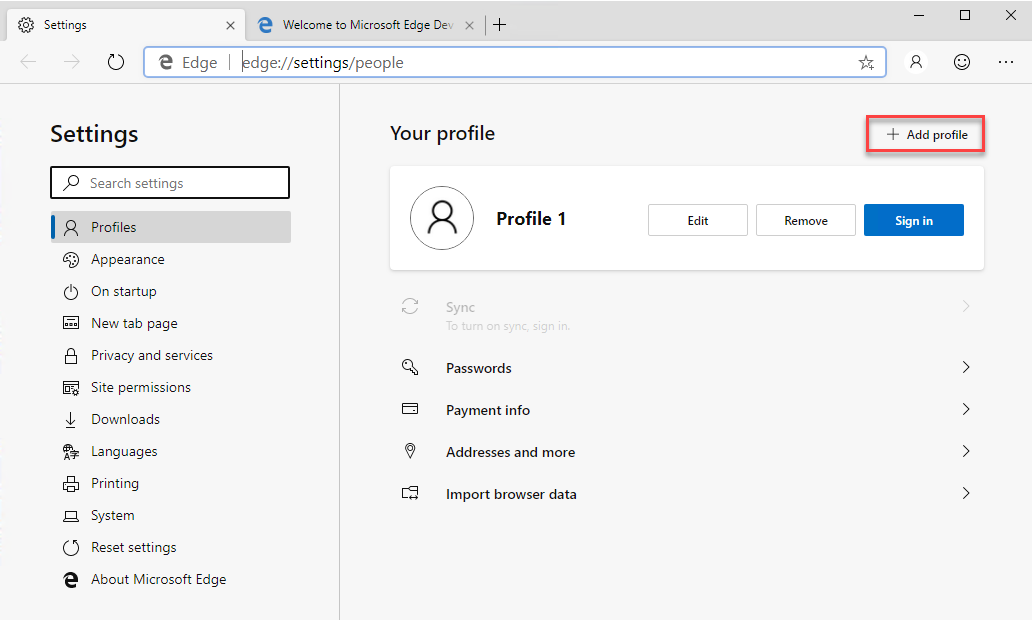 Settings
Welcome to Microsoft Edge Dev
Edge edge://settings/people
Settings
Search settings
Profiles
Appearance
On startup
New tab page
Privacy and services
Site permissions
Downloads
Languages
Printing
System
Reset settings
About Microsoft Edge
Your profile
Add profile
Profile 1
Edit
Remove
Sign in
Sync
To turn on sync, sign in.
Passwords
Payment info
Addresses and more
Import browser data